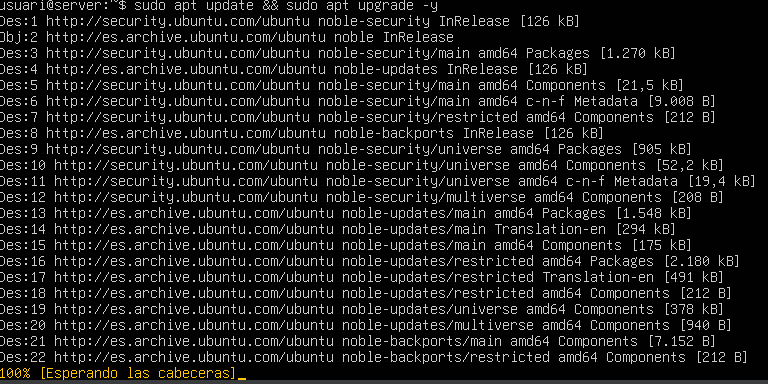 usuari@server:~$ sudo apt update && sudo apt upgrade -y
Des:1 http://security.ubuntu.com/ubuntu noble-security InRelease [126 kB]
Obj:2 http://es.archive.ubuntu.com/ubuntu noble InRelease
Des:3 http://security.ubuntu.com/ubuntu noble-security/main amd64 Packages [1.270 kB]
Des:4 http://es.archive.ubuntu.com/ubuntu noble-updates InRelease [126 kB]
Des:5 http://security.ubuntu.com/ubuntu noble-security/main amd64 Components [21,5 kB]
Des:6 http://security.ubuntu.com/ubuntu noble-security/main amd64 c-n-f Metadata [9.008 B]
Des:7 http://security.ubuntu.com/ubuntu noble-security/restricted amd64 Components [212 B]
Des:8 http://es.archive.ubuntu.com/ubuntu noble-backports InRelease [126 kB]
Des:9 http://security.ubuntu.com/ubuntu noble-security/universe amd64 Packages [905 kB]
Des:10 http://security.ubuntu.com/ubuntu noble-security/universe amd64 Components [52,2 kB]
Des:11 http://security.ubuntu.com/ubuntu noble-security/universe amd64 c-n-f Metadata [19,4 kB]
Des:12 http://security.ubuntu.com/ubuntu noble-security/multiverse amd64 Components [208 B]
Des:13 http://es.archive.ubuntu.com/ubuntu noble-updates/main amd64 Packages [1.548 kB]
Des:14 http://es.archive.ubuntu.com/ubuntu noble-updates/main Translation-en [294 kB]
Des:15 http://es.archive.ubuntu.com/ubuntu noble-updates/main amd64 Components [175 kB]
Des:16 http://es.archive.ubuntu.com/ubuntu noble-updates/restricted amd64 Packages [2.180 kB]
Des:17 http://es.archive.ubuntu.com/ubuntu noble-updates/restricted Translation-en [491 kB]
Des:18 http://es.archive.ubuntu.com/ubuntu noble-updates/restricted amd64 Components [212 B]
Des:19 http://es.archive.ubuntu.com/ubuntu noble-updates/universe amd64 Components [378 kB]
Des:20 http://es.archive.ubuntu.com/ubuntu noble-updates/multiverse amd64 Components [940 B]
Des:21 http://es.archive.ubuntu.com/ubuntu noble-backports/main amd64 Components [7.152 B]
Des:22 http://es.archive.ubuntu.com/ubuntu noble-backports/restricted amd64 Components [212 B]
100% [Esperando las cabeceras]